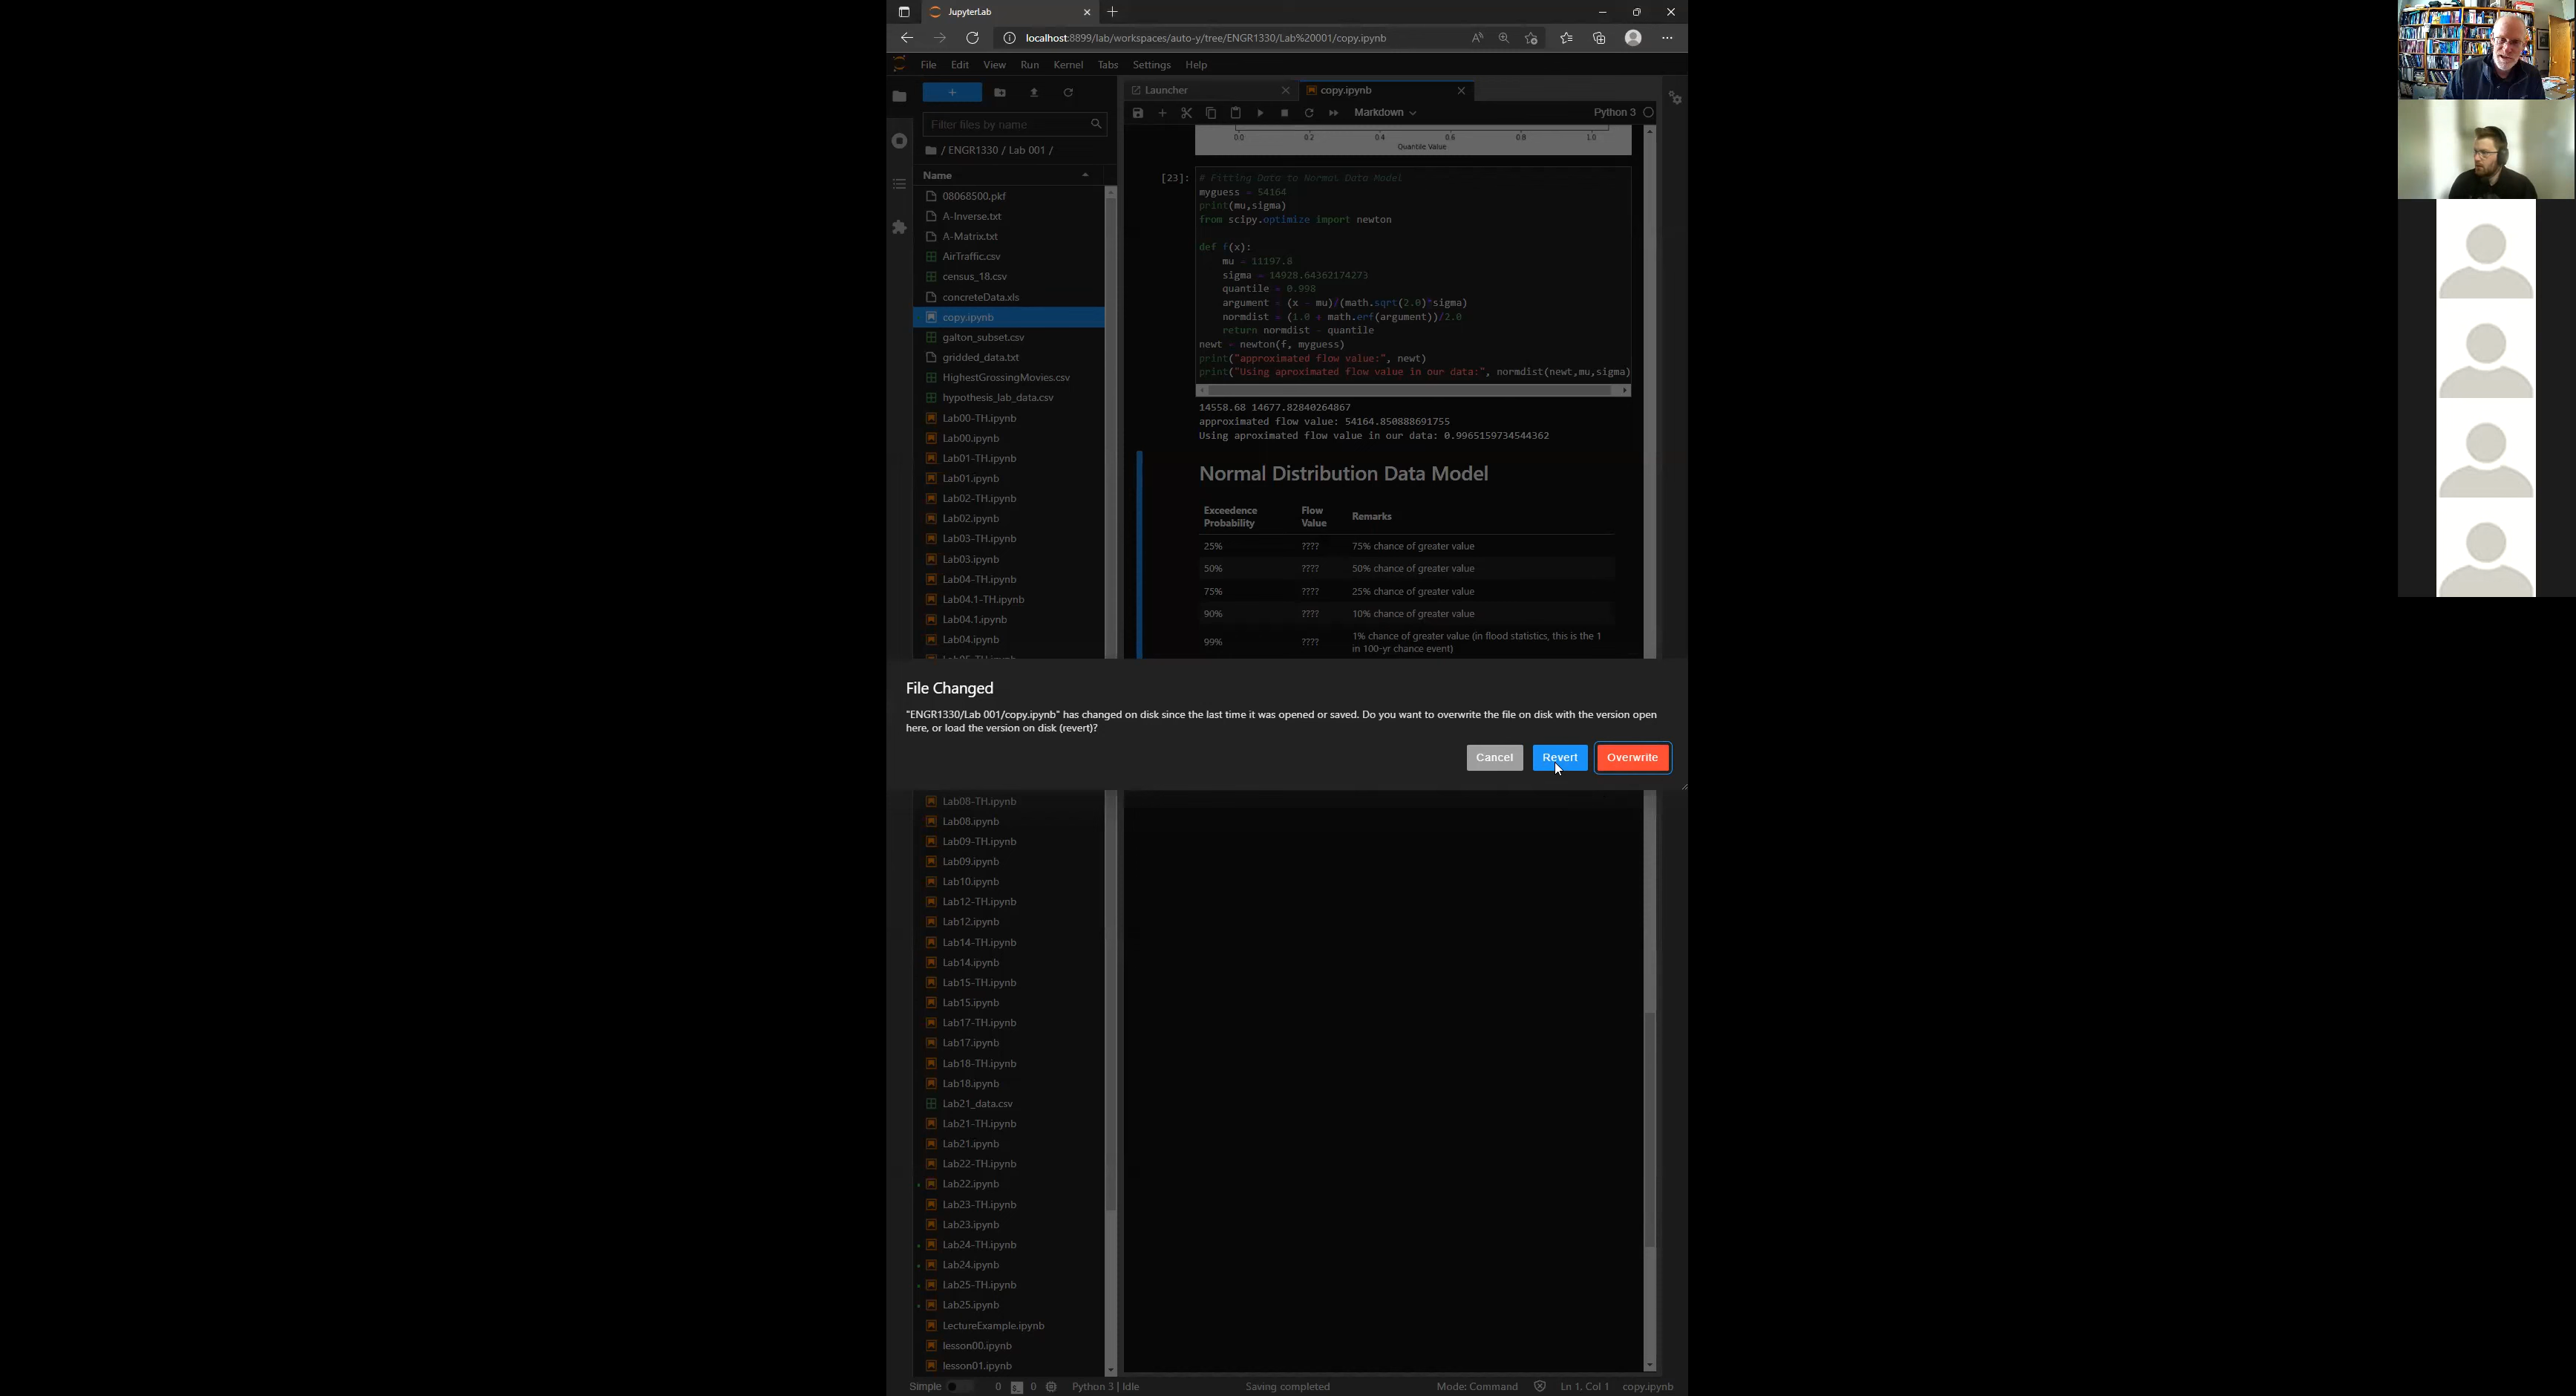 JupyterLab
localhost:8899/lab/workspaces/auto-y/tree/ENGR1330/Lab%20001/copy.ipynb
File Edit View Run Kernel Tabs Settings Help
+
Filter files by name
/ ENGR1330 / Lab 001 /
Name
08068500.pkf
A-Inverse.txt
A-Matrix.txt
AirTraffic.csv
census_18.csv
concreteData.xls
copy.ipynb
galton_subset.csv
gridded_data.txt
HighestGrossingMovies.csv
hypothesis_lab_data.csv
Lab00-TH.ipynb
Lab00.ipynb
Lab01-TH.ipynb
Lab01.ipynb
Lab02-TH.ipynb
Lab02.ipynb
Lab03-TH.ipynb
Lab03.ipynb
Lab04-TH.ipynb
Lab04.1-TH.ipynb
Lab04.1.ipynb
Lab04.ipynb
Launcher
copy.ipynb
Markdown
Python 3
0.0 0.2 0.4 0.6 0.8 1.0
Quantile Value
[23]:
# Fitting Data to Normal Data Model
myguess = 54164
print(mu,sigma)
from scipy.optimize import newton
def f(x):
mu = 11197.8
sigma = 14928.64362174273
quantile = 0.998
argument = (x - mu)/(math.sqrt(2.0)*sigma)
normdist = (1.0 + math.erf(argument))/2.0
return normdist - quantile
newt = newton(f, myguess)
print("approximated flow value:", newt)
print("Using aproximated flow value in our data:", normdist(newt,mu,sigma)
14558.68 14677.82840264867
approximated flow value: 54164.850888691755
Using aproximated flow value in our data: 0.9965159734544362
Normal Distribution Data Model
Exceedence Probability Flow Value Remarks
25% ???? 75% chance of greater value
50% ???? 50% chance of greater value
75% ???? 25% chance of greater value
90% ???? 10% chance of greater value
99% ???? 1% chance of greater value (in flood statistics, this is the 1
in 100-yr chance event)
File Changed
"ENGR1330/Lab 001/copy.ipynb" has changed on disk since the last time it was opened or saved. Do you want to overwrite the file on disk with the version open
here, or load the version on disk (revert)?
Cancel Revert Overwrite
Lab08-TH.ipynb
Lab08.ipynb
Lab09-TH.ipynb
Lab09.ipynb
Lab10.ipynb
Lab12-TH.ipynb
Lab12.ipynb
Lab14-TH.ipynb
Lab14.ipynb
Lab15-TH.ipynb
Lab15.ipynb
Lab17-TH.ipynb
Lab17.ipynb
Lab18-TH.ipynb
Lab18.ipynb
Lab21_data.csv
Lab21-TH.ipynb
Lab21.ipynb
Lab22-TH.ipynb
Lab22.ipynb
Lab23-TH.ipynb
Lab23.ipynb
Lab24-TH.ipynb
Lab24.ipynb
Lab25-TH.ipynb
Lab25.ipynb
LectureExample.ipynb
lesson00.ipynb
lesson01.ipynb
Simple 0 0 Python 3 | Idle Saving completed Mode: Command Ln 1, Col 1 copy.ipynb